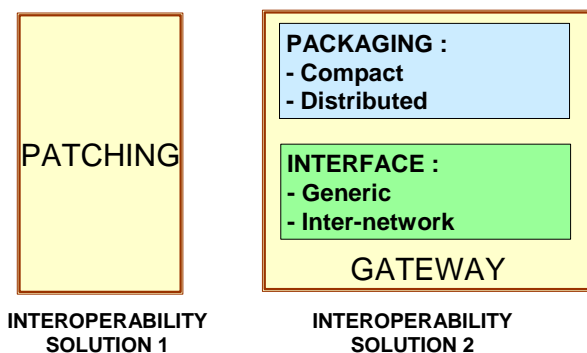 PATCHING
INTEROPERABILITY
SOLUTION 1
PACKAGING :
- Compact
- Distributed
INTERFACE :
- Generic
- Inter-network
GATEWAY
INTEROPERABILITY
SOLUTION 2